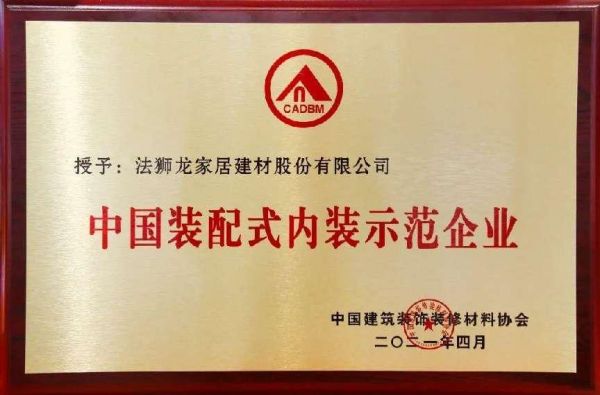 CADBM
授予：法狮龙家居建材股份有限公司
中国装配式内装示范企业
中国建筑装饰装修材料协会
二〇二一年四月